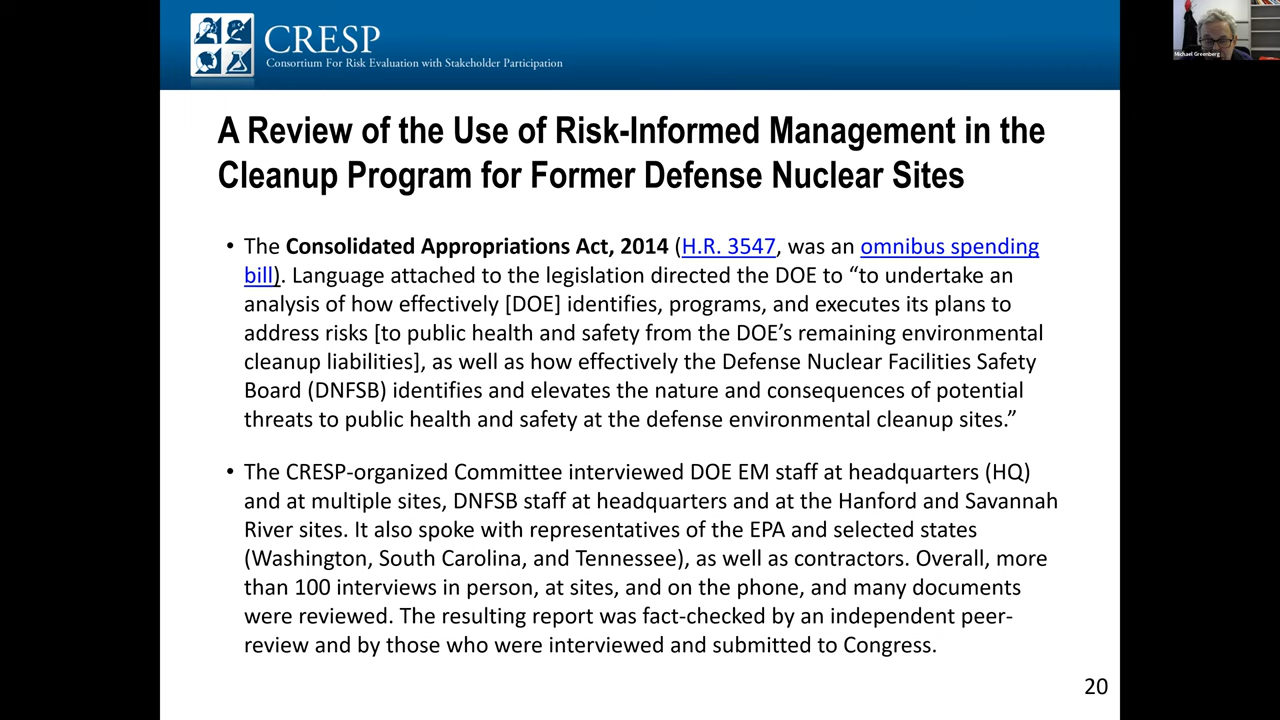 CRESP
Consortium For Risk Evaluation with Stakeholder Participation
Michael Greenberg
A Review of the Use of Risk-Informed Management in the
Cleanup Program for Former Defense Nuclear Sites
• The Consolidated Appropriations Act, 2014 (H.R. 3547, was an omnibus spending
bill). Language attached to the legislation directed the DOE to “to undertake an
analysis of how effectively [DOE] identifies, programs, and executes its plans to
address risks [to public health and safety from the DOE’s remaining environmental
cleanup liabilities], as well as how effectively the Defense Nuclear Facilities Safety
Board (DNFSB) identifies and elevates the nature and consequences of potential
threats to public health and safety at the defense environmental cleanup sites.”
• The CRESP-organized Committee interviewed DOE EM staff at headquarters (HQ)
and at multiple sites, DNFSB staff at headquarters and at the Hanford and Savannah
River sites. It also spoke with representatives of the EPA and selected states
(Washington, South Carolina, and Tennessee), as well as contractors. Overall, more
than 100 interviews in person, at sites, and on the phone, and many documents
were reviewed. The resulting report was fact-checked by an independent peer-
review and by those who were interviewed and submitted to Congress.
20